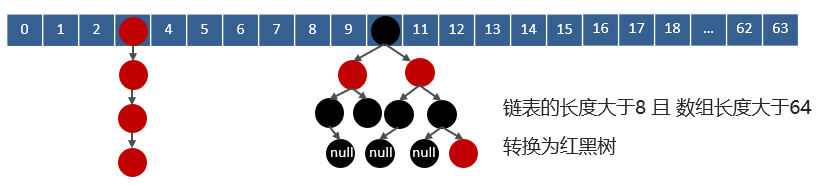 0 1 2 4 5 6 7 8 9 11 12 13 14 15 16 17 18 ... 62 63
链表的长度大于8 且 数组长度大于64
null null null 转换为红黑树